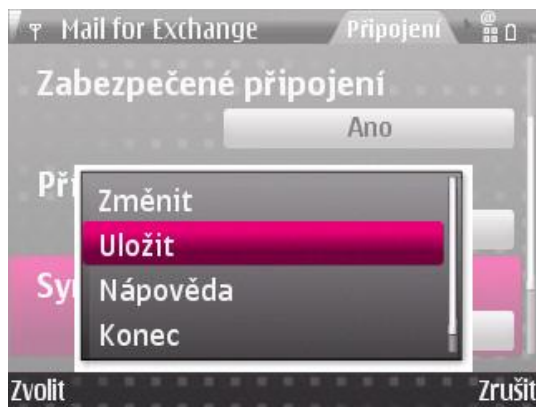 Mail for Exchange Připojení
Zabezpečené připojení
Ano
Změnit
Uložit
Nápověda
Konec
Zvolit Zrušit